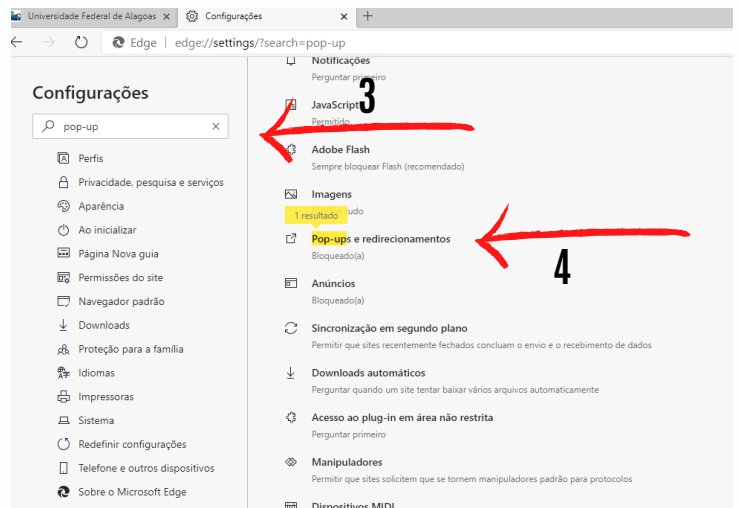 Universidade Federal de Alagoas
Configurações
Edge
edge://settings/?search=pop-up
Configurações
pop-up
Perfis
Privacidade, pesquisa e serviços
Aparência
Ao inicializar
Página Nova guia
Permissões do site
Navegador padrão
Downloads
Proteção para a família
Idiomas
Impressoras
Sistema
Redefinir configurações
Telefone e outros dispositivos
Sobre o Microsoft Edge
Notificações
Perguntar primeiro
3
JavaScript
Permitido
Adobe Flash
Sempre bloquear Flash (recomendado)
Imagens
1 resultado
Pop-ups e redirecionamentos
Bloqueado(a)
4
Anúncios
Bloqueado(a)
Sincronização em segundo plano
Permitir que sites recentemente fechados concluam o envio e o recebimento de dados
Downloads automáticos
Perguntar quando um site tentar baixar vários arquivos automaticamente
Acesso ao plug-in em área não restrita
Perguntar primeiro
Manipuladores
Permitir que sites solicitem que se tornem manipuladores padrão para protocolos
Dispositivos MIDI